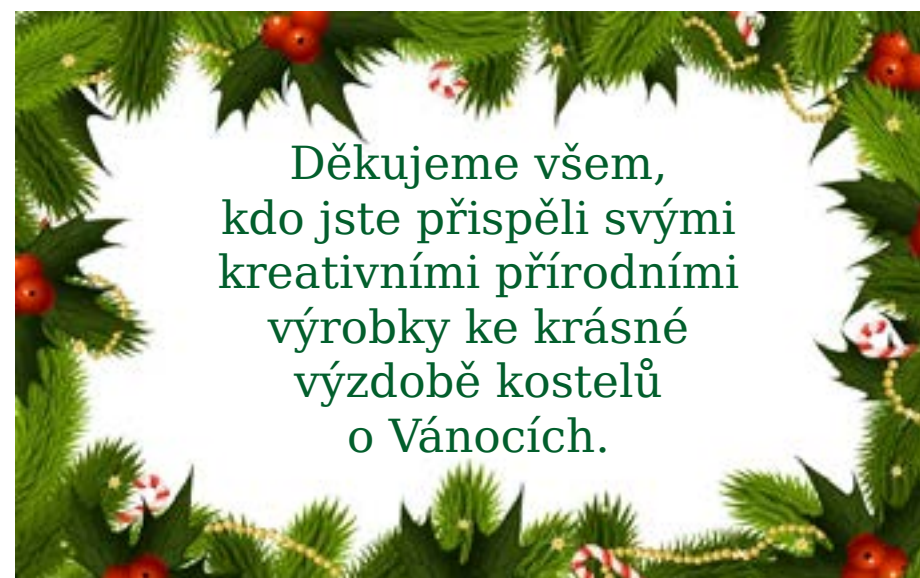 Děkujeme všem,
kdo jste přispěli svými
kreativními přírodními
výrobky ke krásné
výzdobě kostelů
o Vánocích.